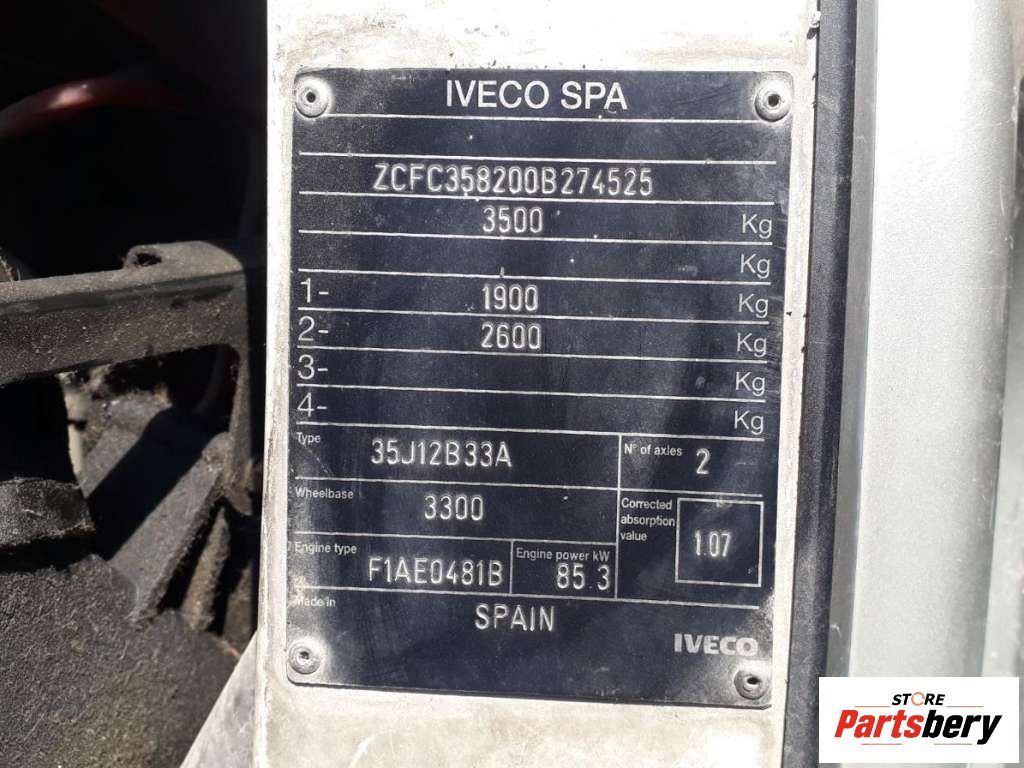 IVECO SPA
ZCFC358200B274525
3500 Kg
Kg
1- 1900 Kg
2- 2600 Kg
3- Kg
4- Kg
Type 35J12B33A N° of axles 2
Wheelbase 3300 Corrected absorption value 1.07
Engine type F1AE0481B Engine power kW 85.3
Made in SPAIN
IVECO
STORE
Partsbery